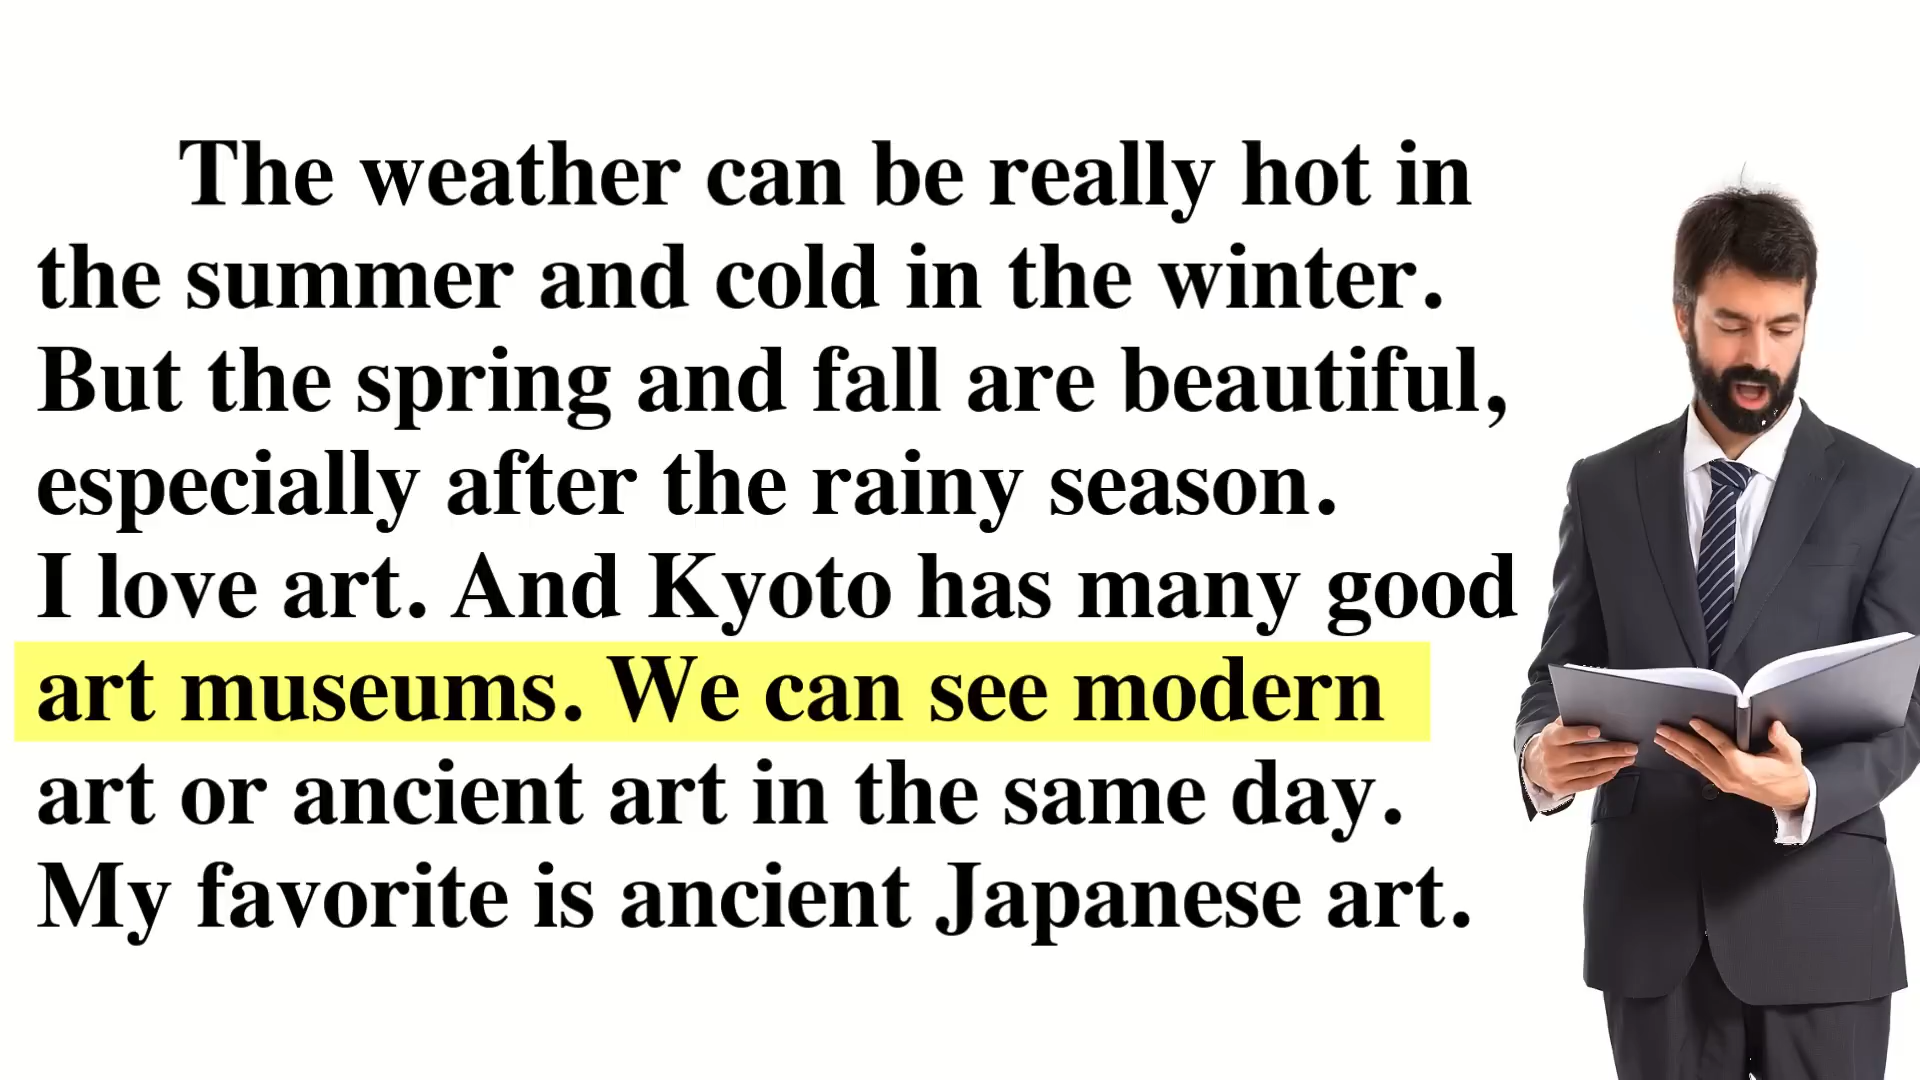 The weather can be really hot in
the summer and cold in the winter.
But the spring and fall are beautiful,
especially after the rainy season.
I love art. And Kyoto has many good
art museums. We can see modern
art or ancient art in the same day.
My favorite is ancient Japanese art.